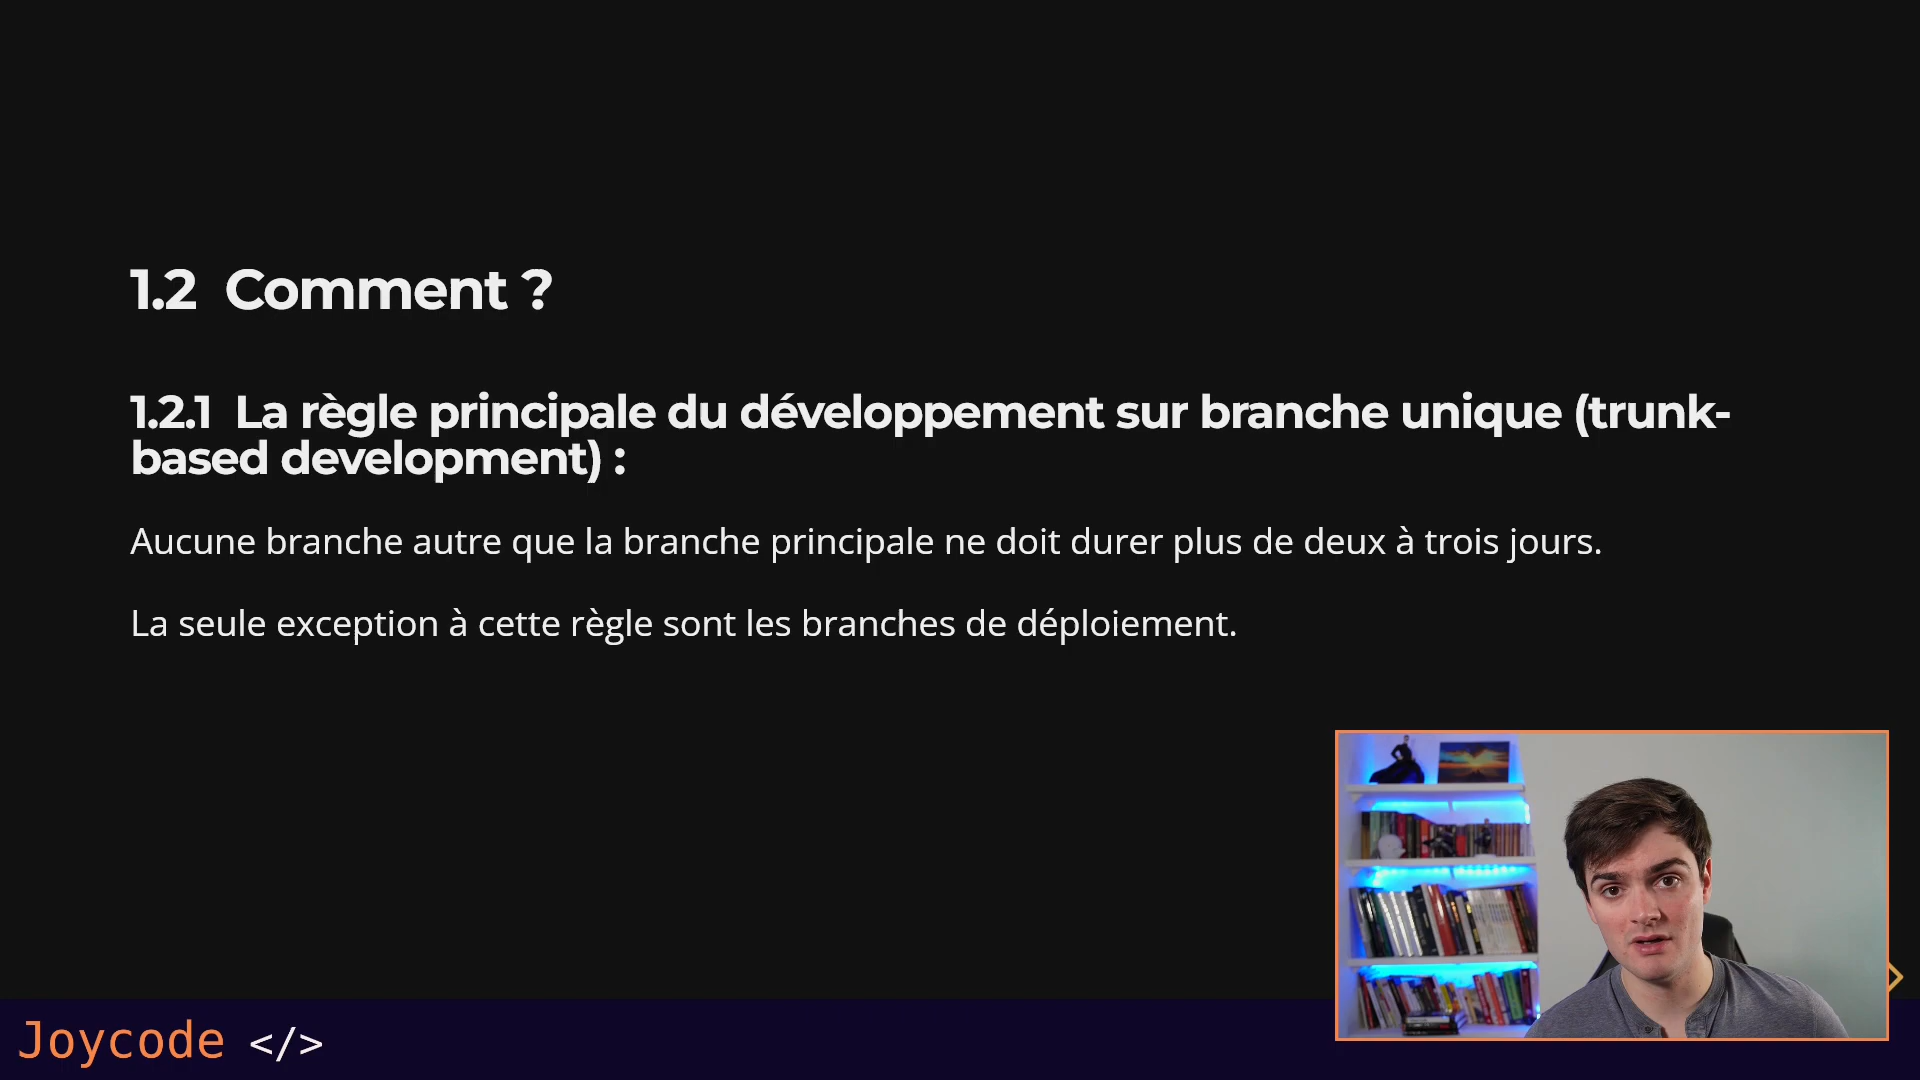 1.2 Comment ?
1.2.1 La règle principale du développement sur branche unique (trunk-
based development) :
Aucune branche autre que la branche principale ne doit durer plus de deux à trois jours.
La seule exception à cette règle sont les branches de déploiement.
Joycode </>